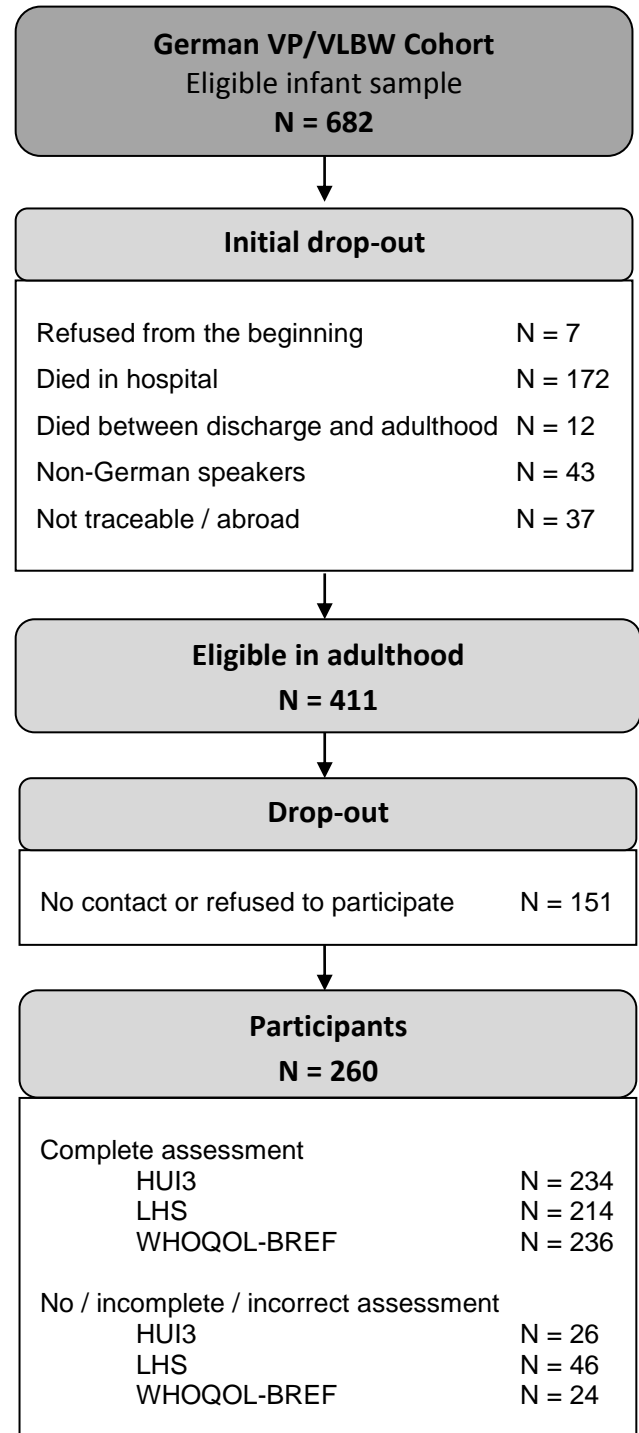 German VP/VLBW Cohort
Eligible infant sample
N = 682
Initial drop-out
Refused from the beginning N = 7
Died in hospital N = 172
Died between discharge and adulthood N = 12
Non-German speakers N = 43
Not traceable / abroad N = 37
Eligible in adulthood
N = 411
Drop-out
No contact or refused to participate N = 151
Participants
N = 260
Complete assessment
HUI3 N = 234
LHS N = 214
WHOQOL-BREF N = 236
No / incomplete / incorrect assessment
HUI3 N = 26
LHS N = 46
WHOQOL-BREF N = 24